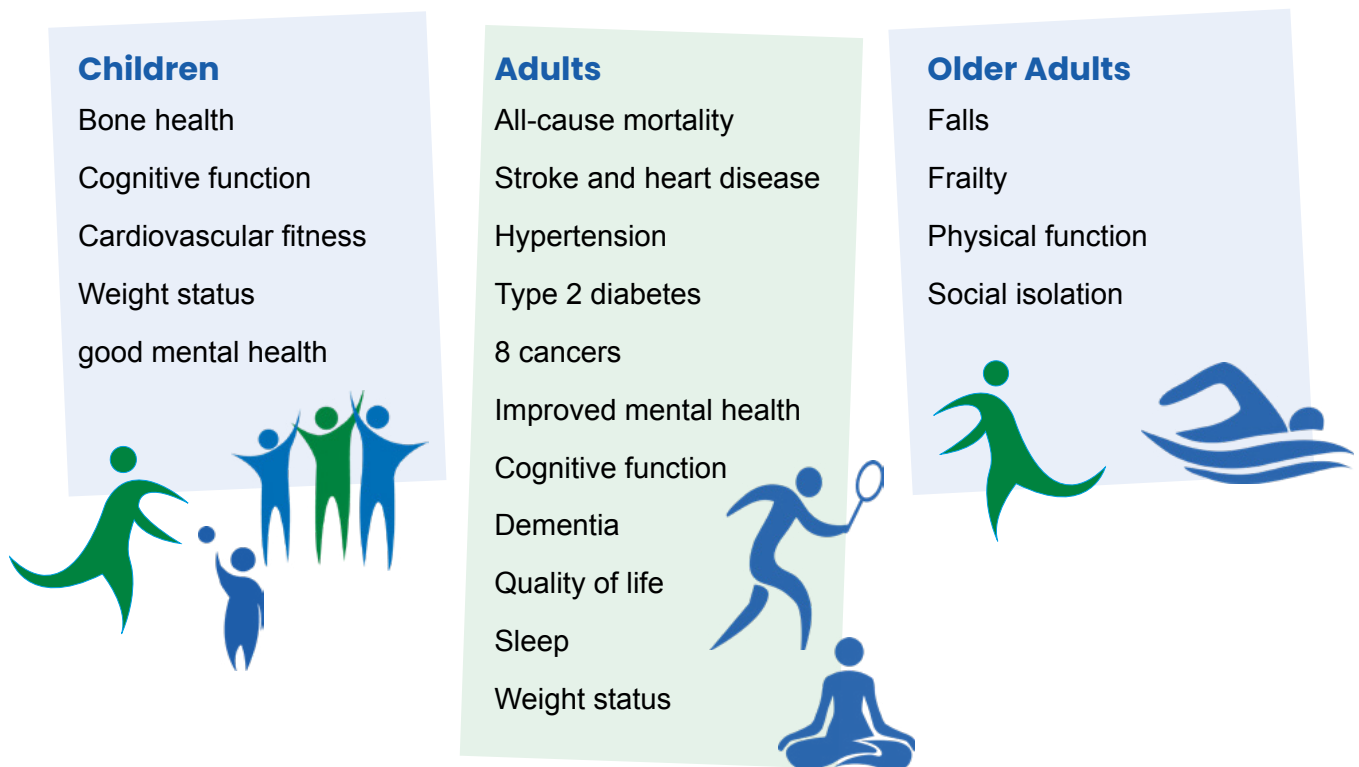 Children
Bone health
Cognitive function
Cardiovascular fitness
Weight status
good mental health
Adults
All-cause mortality
Stroke and heart disease
Hypertension
Type 2 diabetes
8 cancers
Improved mental health
Cognitive function
Dementia
Quality of life
Sleep
Weight status
Older Adults
Falls
Frailty
Physical function
Social isolation